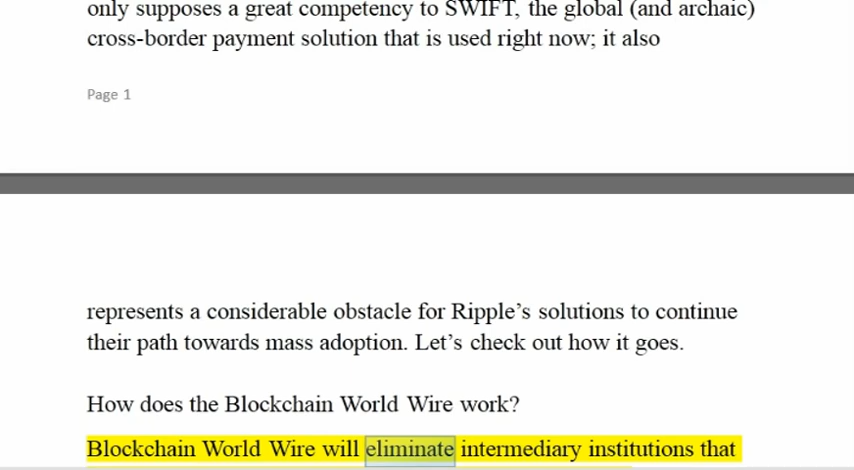 only supposes a great competency to SWIFT, the global (and archaic)
cross-border payment solution that is used right now; it also
Page 1
represents a considerable obstacle for Ripple’s solutions to continue
their path towards mass adoption. Let’s check out how it goes.
How does the Blockchain World Wire work?
Blockchain World Wire will eliminate intermediary institutions that